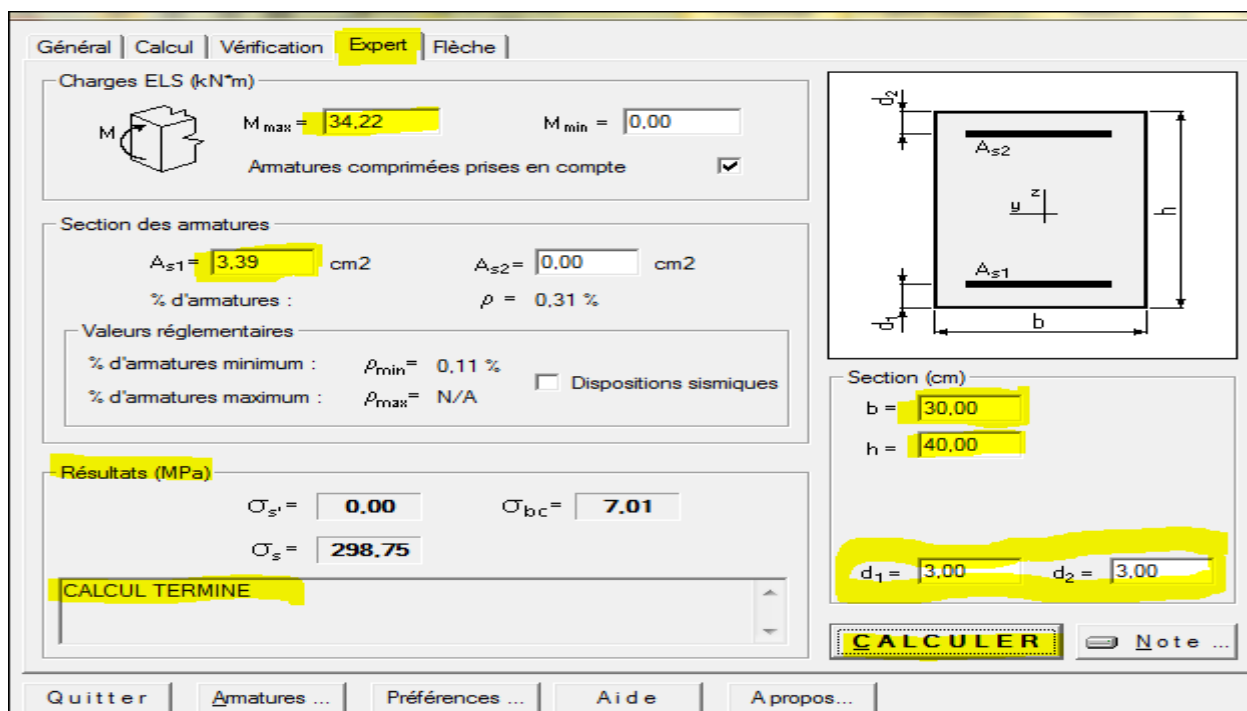 Général Calcul Vérification Expert Flèche
Charges ELS (kN*m)
M
M max = 34,22 M min = 0,00
Armatures comprimées prises en compte
Section des armatures
As1= 3,39 cm2 As2= 0,00 cm2
% d'armatures : ρ = 0,31 %
Valeurs réglementaires
% d'armatures minimum : ρmin= 0,11 %
% d'armatures maximum : ρmax= N/A
Dispositions sismiques
Résultats (MPa)
σs'= 0,00 σbc= 7,01
σs= 298,75
CALCUL TERMINE
d2
As2
z
y
h
As1
d1
b
Section (cm)
b = 30,00
h = 40,00
d1 = 3,00 d2 = 3,00
CALCULER Note ...
Quitter Armatures ... Préférences ... Aide A propos...